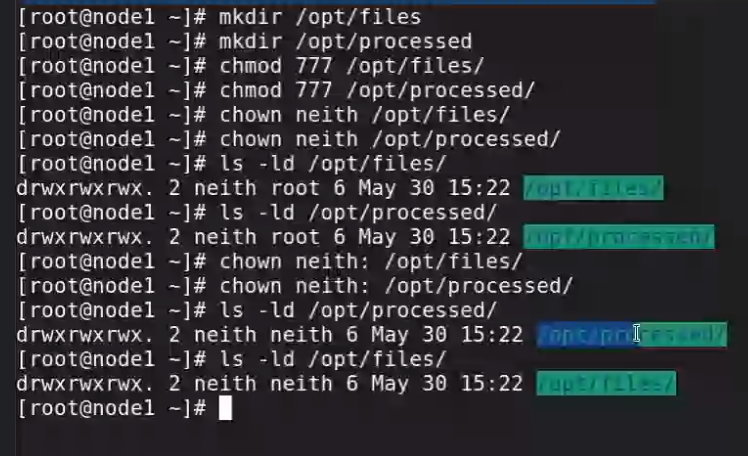 [root@node1 ~]# mkdir /opt/files
[root@node1 ~]# mkdir /opt/processed
[root@node1 ~]# chmod 777 /opt/files/
[root@node1 ~]# chmod 777 /opt/processed/
[root@node1 ~]# chown neith /opt/files/
[root@node1 ~]# chown neith /opt/processed/
[root@node1 ~]# ls -ld /opt/files/
drwxrwxrwx. 2 neith root 6 May 30 15:22 /opt/files/
[root@node1 ~]# ls -ld /opt/processed/
drwxrwxrwx. 2 neith root 6 May 30 15:22 /opt/processed/
[root@node1 ~]# chown neith: /opt/files/
[root@node1 ~]# chown neith: /opt/processed/
[root@node1 ~]# ls -ld /opt/processed/
drwxrwxrwx. 2 neith neith 6 May 30 15:22 /opt/processed/
[root@node1 ~]# ls -ld /opt/files/
drwxrwxrwx. 2 neith neith 6 May 30 15:22 /opt/files/
[root@node1 ~]#